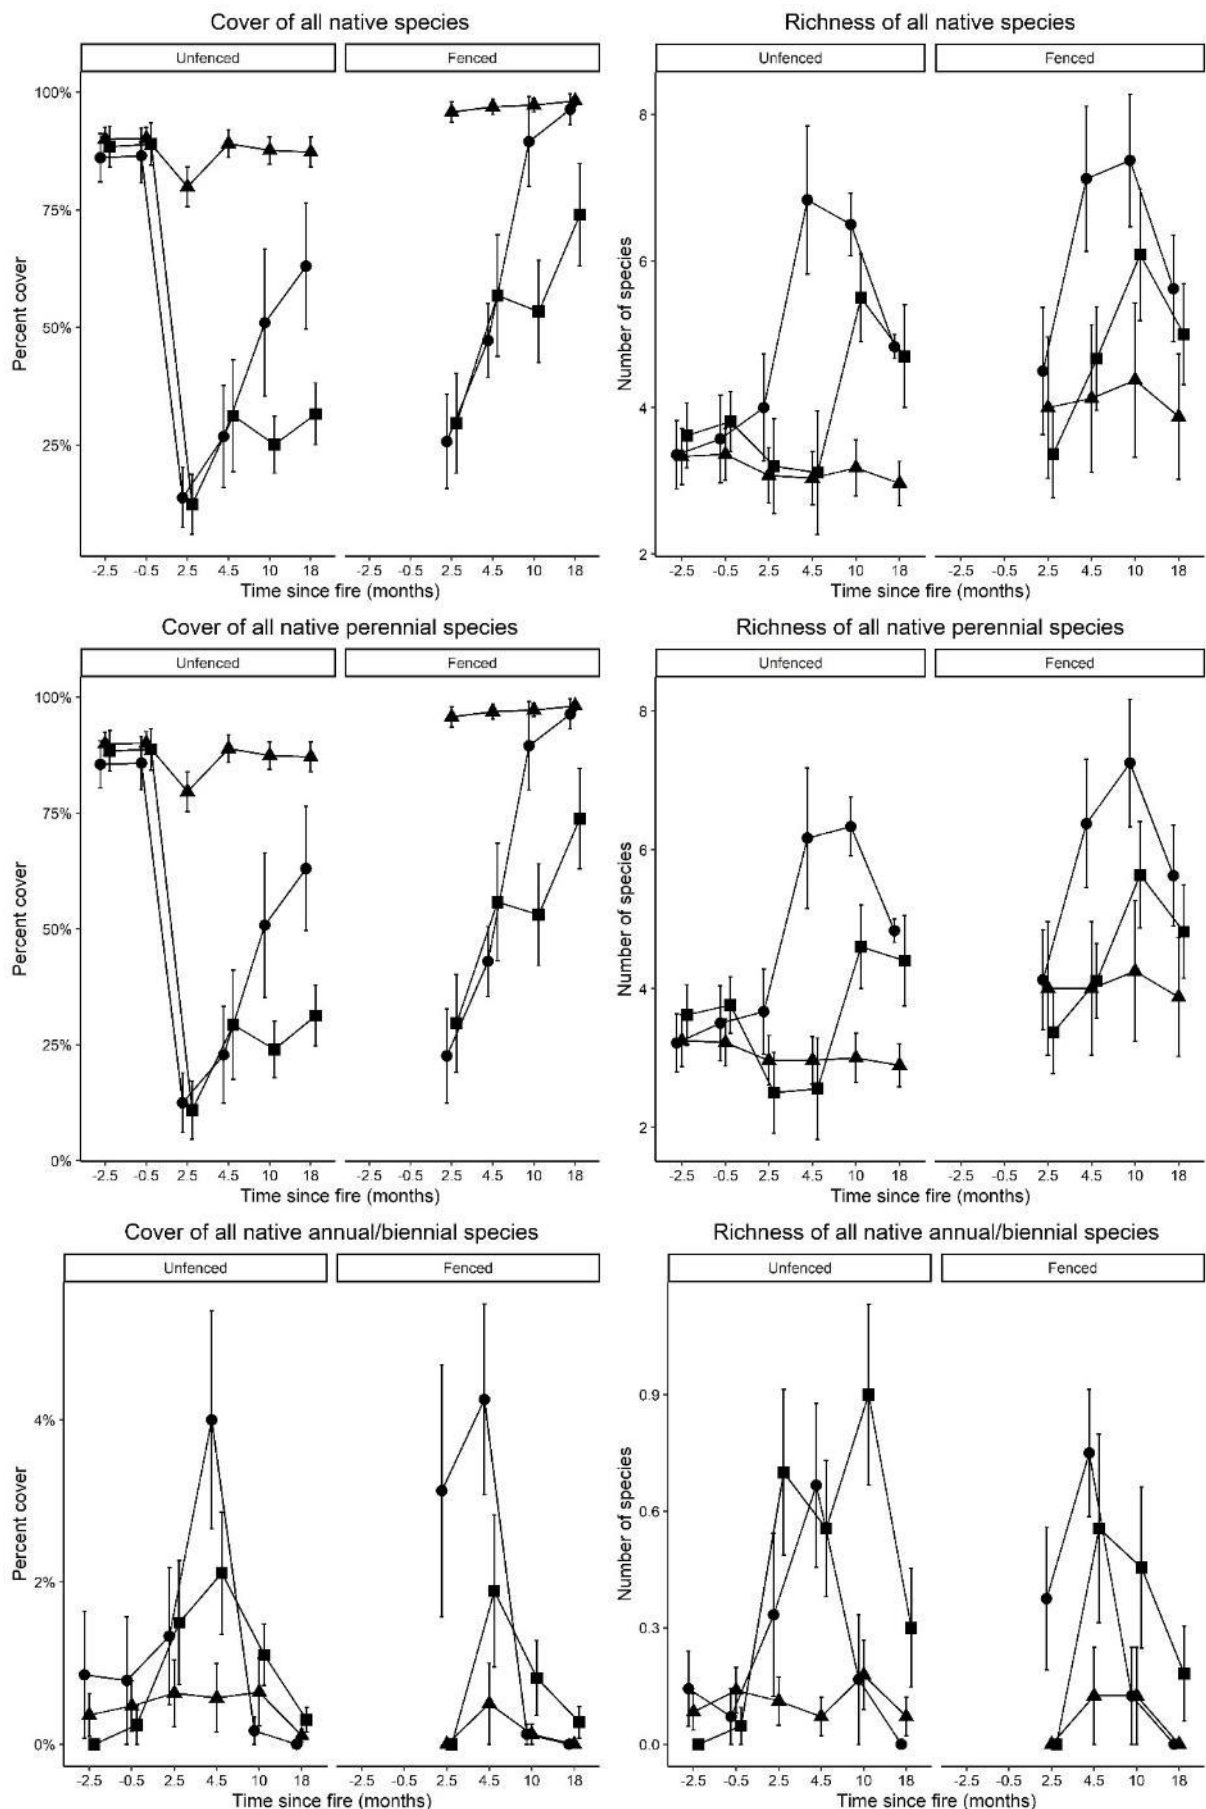 Cover of all native species
Richness of all native species
Unfenced
Fenced
Unfenced
Fenced
100%
75%
50%
25%
Percent cover
8
6
4
2
Number of species
-2.5 -0.5 2.5 4.5 10 18
-2.5 -0.5 2.5 4.5 10 18
-2.5 -0.5 2.5 4.5 10 18
-2.5 -0.5 2.5 4.5 10 18
Time since fire (months)
Time since fire (months)
Cover of all native perennial species
Richness of all native perennial species
Unfenced
Fenced
Unfenced
Fenced
100%
75%
50%
25%
0%
Percent cover
8
6
4
2
Number of species
-2.5 -0.5 2.5 4.5 10 18
-2.5 -0.5 2.5 4.5 10 18
-2.5 -0.5 2.5 4.5 10 18
-2.5 -0.5 2.5 4.5 10 18
Time since fire (months)
Time since fire (months)
Cover of all native annual/biennial species
Richness of all native annual/biennial species
Unfenced
Fenced
Unfenced
Fenced
4%
2%
0%
Percent cover
0.9
0.6
0.3
0.0
Number of species
-2.5 -0.5 2.5 4.5 10 18
-2.5 -0.5 2.5 4.5 10 18
-2.5 -0.5 2.5 4.5 10 18
-2.5 -0.5 2.5 4.5 10 18
Time since fire (months)
Time since fire (months)